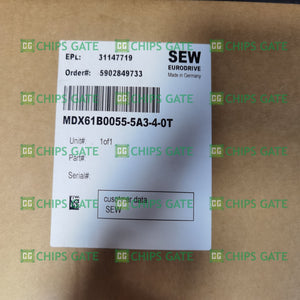 EPL: 31147719
SEW
EURODRIVE
Order#: 5902849733
Made in Germany
MDX61B0055-5A3-4-0T
Unit#: 1of1
Part#:
Serial#:
customer data
SEW
DG CHIPS GATE